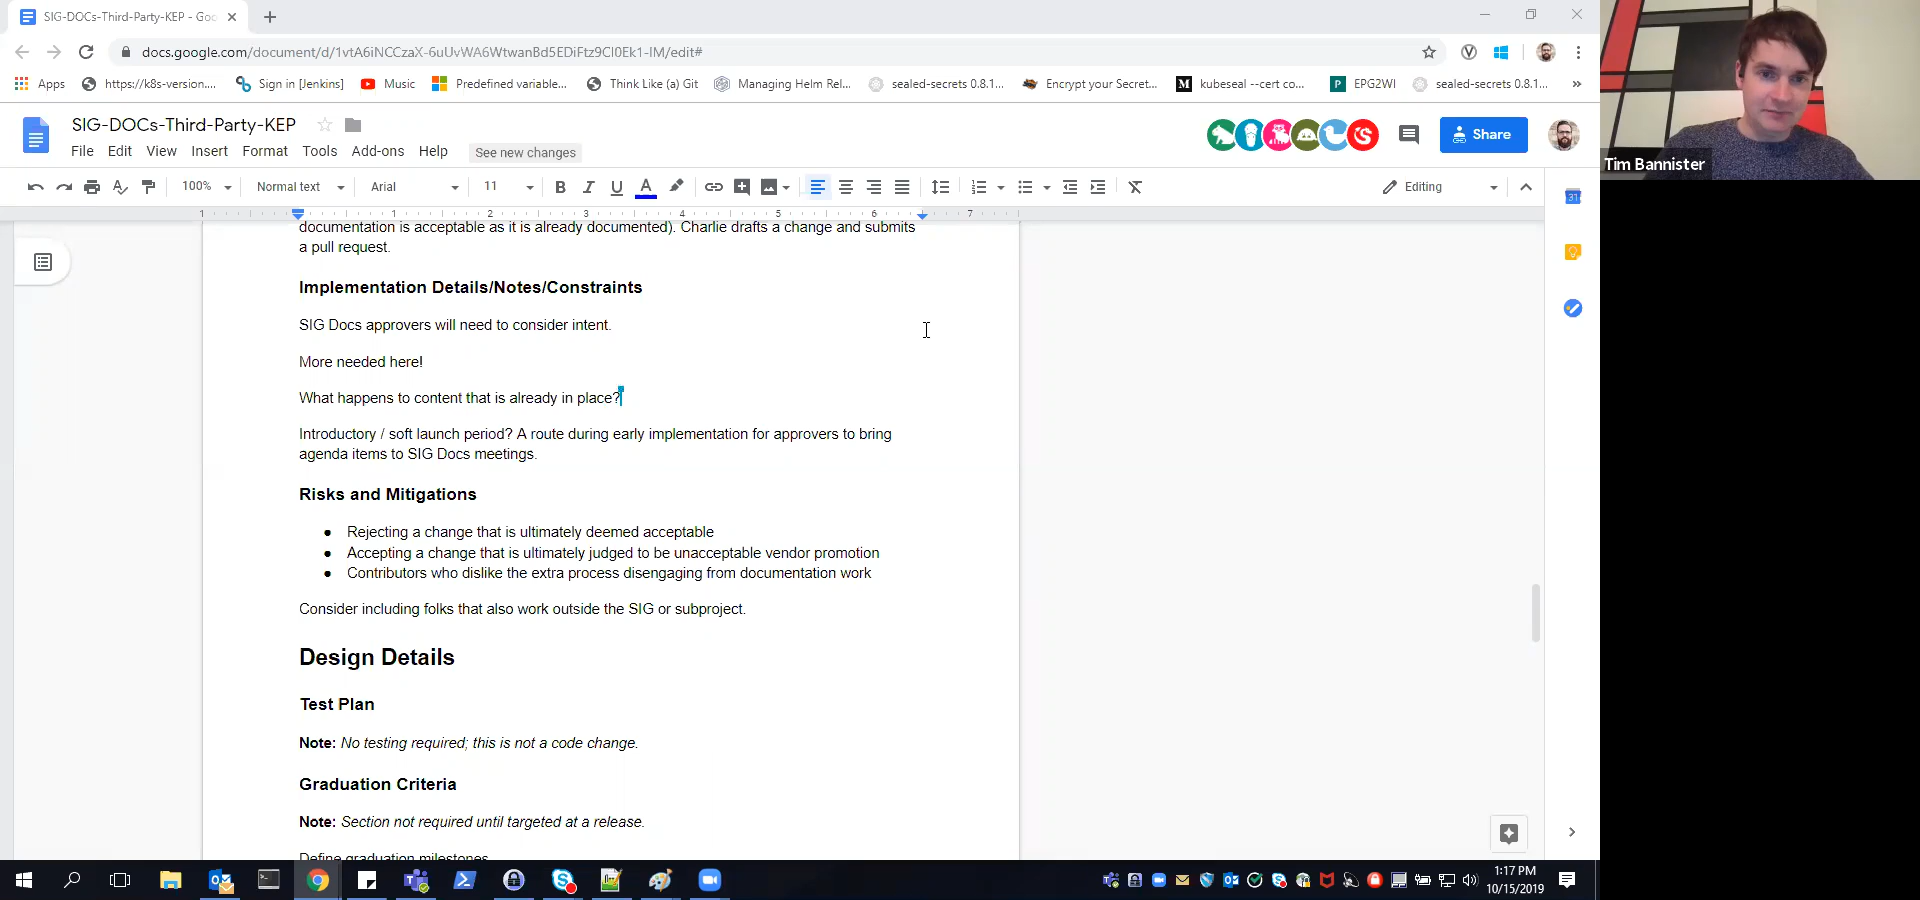 SIG-DOCs-Third-Party-KEP - Goo
docs.google.com/document/d/1vtA6iNCCzaX-6uUvWA6WtwanBd5EDiFtz9Cl0Ek1-IM/edit#
Apps https://k8s-version.... Sign in [Jenkins] Music Predefined variable... Think Like (a) Git Managing Helm Rel... sealed-secrets 0.8.1... Encrypt your Secret... kubeseal --cert co... EPG2WI sealed-secrets 0.8.1... »
SIG-DOCs-Third-Party-KEP
Share
File Edit View Insert Format Tools Add-ons Help See new changes
Tim Bannister
100% Normal text Arial 11 B I U A Editing
31
1 1 2 3 4 5 6 7
documentation is acceptable as it is already documented). Charlie drafts a change and submits
a pull request.
Implementation Details/Notes/Constraints
SIG Docs approvers will need to consider intent.
More needed here!
What happens to content that is already in place?
Introductory / soft launch period? A route during early implementation for approvers to bring
agenda items to SIG Docs meetings.
Risks and Mitigations
● Rejecting a change that is ultimately deemed acceptable
● Accepting a change that is ultimately judged to be unacceptable vendor promotion
● Contributors who dislike the extra process disengaging from documentation work
Consider including folks that also work outside the SIG or subproject.
Design Details
Test Plan
Note: No testing required; this is not a code change.
Graduation Criteria
Note: Section not required until targeted at a release.
Define graduation milestones
1:17 PM
10/15/2019